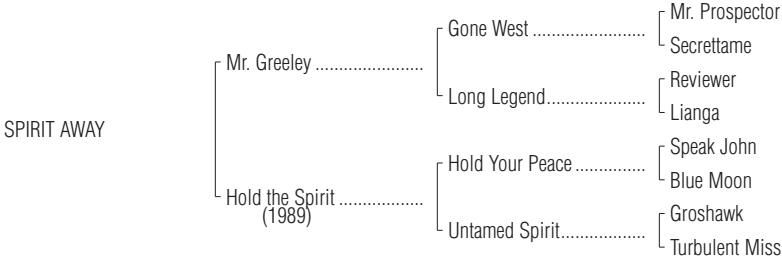 Mr. Prospector
Gone West ........................
Secrettame
Mr. Greeley .......................
Reviewer
Long Legend.....................
Lianga
SPIRIT AWAY
Speak John
Hold Your Peace ...............
Blue Moon
Hold the Spirit ..................
(1989)
Groshawk
Untamed Spirit..................
Turbulent Miss